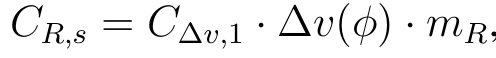 $C_{R,s} = C_{\Delta v,1} \cdot \Delta v(\phi) \cdot m_R,$